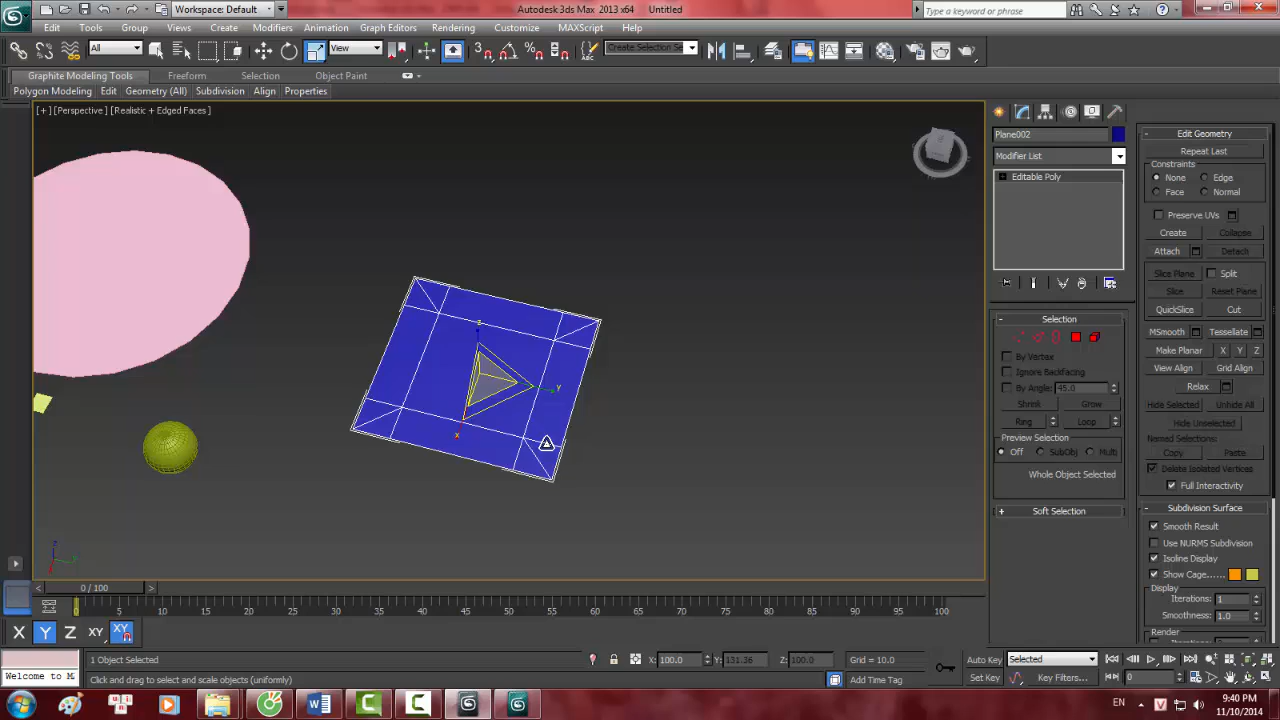 Workspace: Default
Autodesk 3ds Max 2013 x64 Untitled
Type a keyword or phrase
Edit Tools Group Views Create Modifiers Animation Graph Editors Rendering Customize MAXScript Help
All View 3 Create Selection Se
Graphite Modeling Tools Freeform Selection Object Paint
Polygon Modeling Edit Geometry (All) Subdivision Align Properties
[ + ] [Perspective ] [Realistic + Edged Faces ]
z
y
x
Plane002
Modifier List
Editable Poly
Selection
By Vertex
Ignore Backfacing
By Angle: 45.0
Shrink Grow
Ring Loop
Preview Selection
Off SubObj Multi
Whole Object Selected
Soft Selection
Edit Geometry
Repeat Last
Constraints
None Edge
Face Normal
Preserve UVs
Create Collapse
Attach Detach
Slice Plane Split
Slice Reset Plane
QuickSlice Cut
MSmooth Tessellate
Make Planar X Y Z
View Align Grid Align
Relax
Hide Selected Unhide All
Hide Unselected
Named Selections:
Copy Paste
Delete Isolated Vertices
Full Interactivity
Subdivision Surface
Smooth Result
Use NURMS Subdivision
Isoline Display
Show Cage......
Display
Iterations: 1
Smoothness: 1.0
Render
0 / 100
0 5 10 15 20 25 30 35 40 45 50 55 60 65 70 75 80 85 90 95 100
X Y Z XY XY
1 Object Selected X: 100.0 Y: 131.36 Z: 100.0 Grid = 10.0 Auto Key Selected
Welcome to M Click and drag to select and scale objects (uniformly) Add Time Tag Set Key Key Filters... 0
EN 9:40 PM
11/10/2014